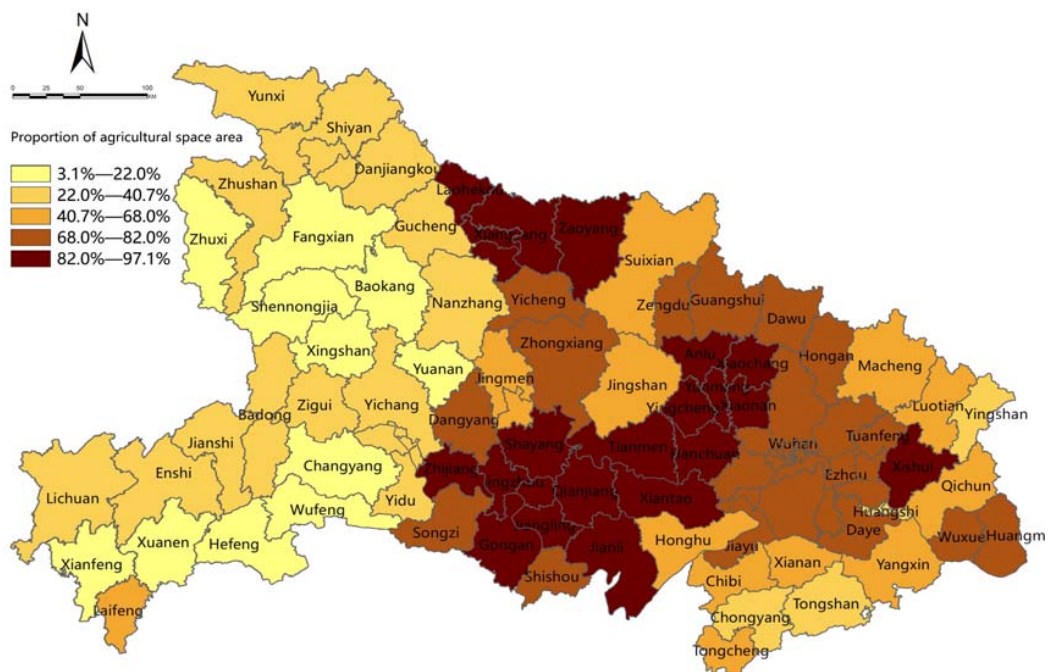 N
0 25 50 100
KM
Proportion of agricultural space area
3.1%—22.0%
22.0%—40.7%
40.7%—68.0%
68.0%—82.0%
82.0%—97.1%
Yunxi
Shiyan
Danjiangkou
Zhushan
Gucheng
Zhuxi
Fangxian
Zaoyang
Suixian
Baokang
Shennongjia
Nanzhang
Yicheng
Zengdu
Guangshui
Dawu
Zhongxiang
Hongan
Xingshan
Yuanan
Anlu
Xiaochang
Macheng
Jingmen
Jingshan
Luotian
Yingshan
Badong
Zigui
Yichang
Dangyang
Yingcheng
Jianshi
Shayang
Tianmen
Wuhan
Tuanfeng
Enshi
Changyang
Zhijiang
Xishui
Lichuan
Yidu
Qianjiang
Xiantao
Ezhou
Qichun
Wufeng
Huangshi
Xuanen
Hefeng
Songzi
Gongan
Jianli
Honghu
Jiayu
Daye
Wuxue
Huangm
Xianfeng
Shishou
Chibi
Xianan
Yangxin
Laifeng
Chongyang
Tongshan
Tongcheng